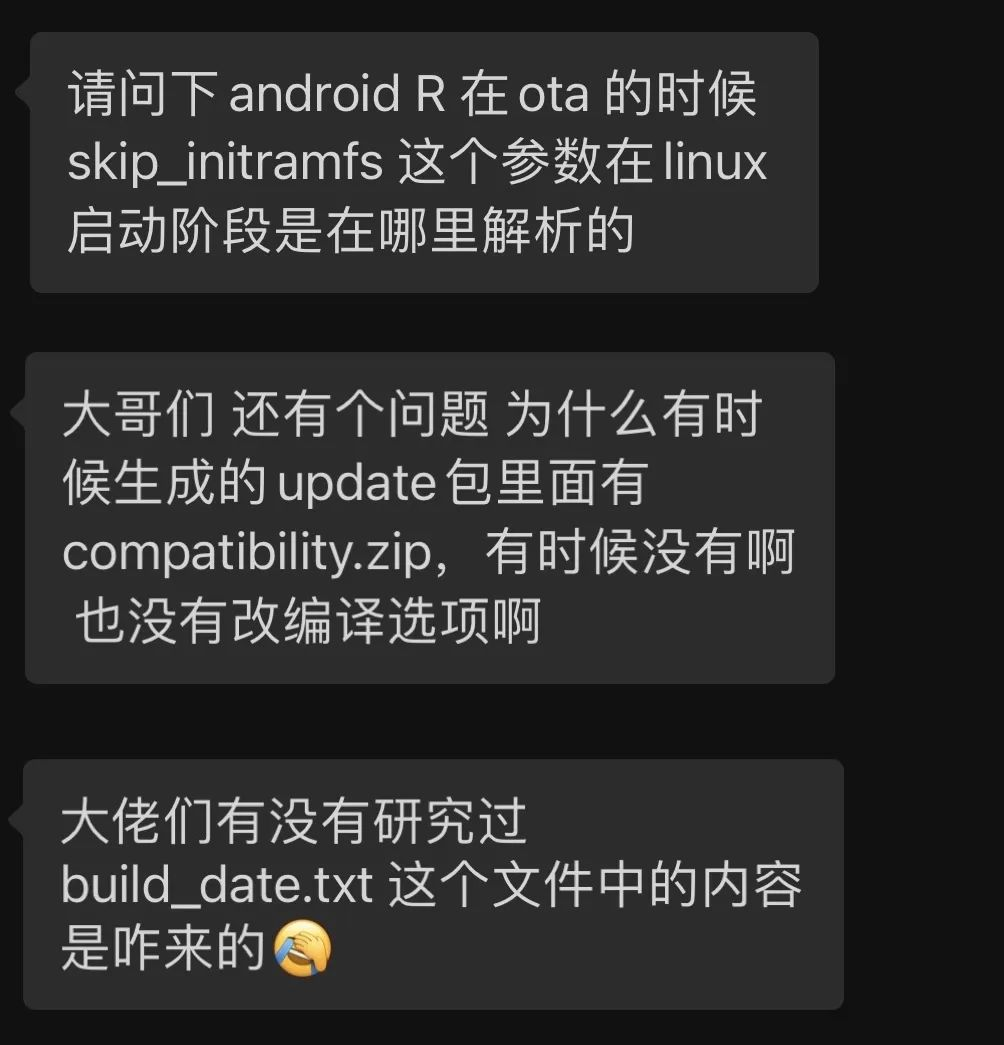 请问下 android R 在 ota 的时候
skip_initramfs 这个参数在 linux
启动阶段是在哪里解析的
大哥们 还有个问题 为什么有时
候生成的 update 包里面有
compatibility.zip，有时候没有啊
也没有改编译选项啊
大佬们有没有研究过
build_date.txt 这个文件中的内容
是咋来的🤦